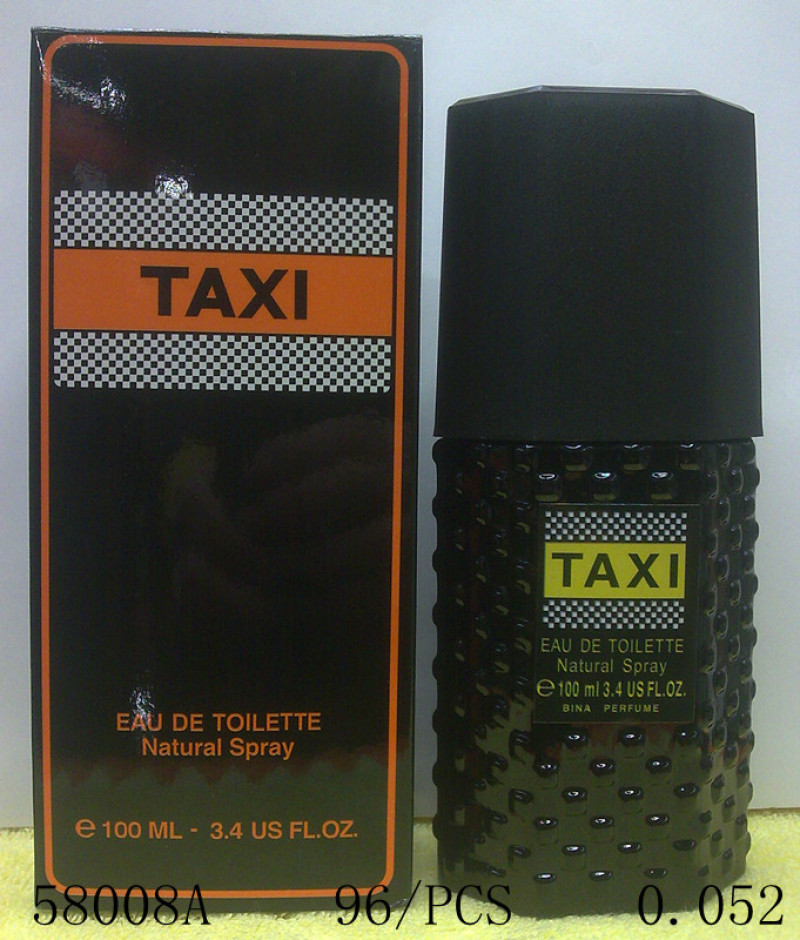 TAXI
EAU DE TOILETTE
Natural Spray
℮ 100 ML - 3.4 US FL.OZ.
TAXI
EAU DE TOILETTE
Natural Spray
℮ 100 ml 3.4 US FL.OZ.
BINA PERFUME
58008A 96/PCS 0.052